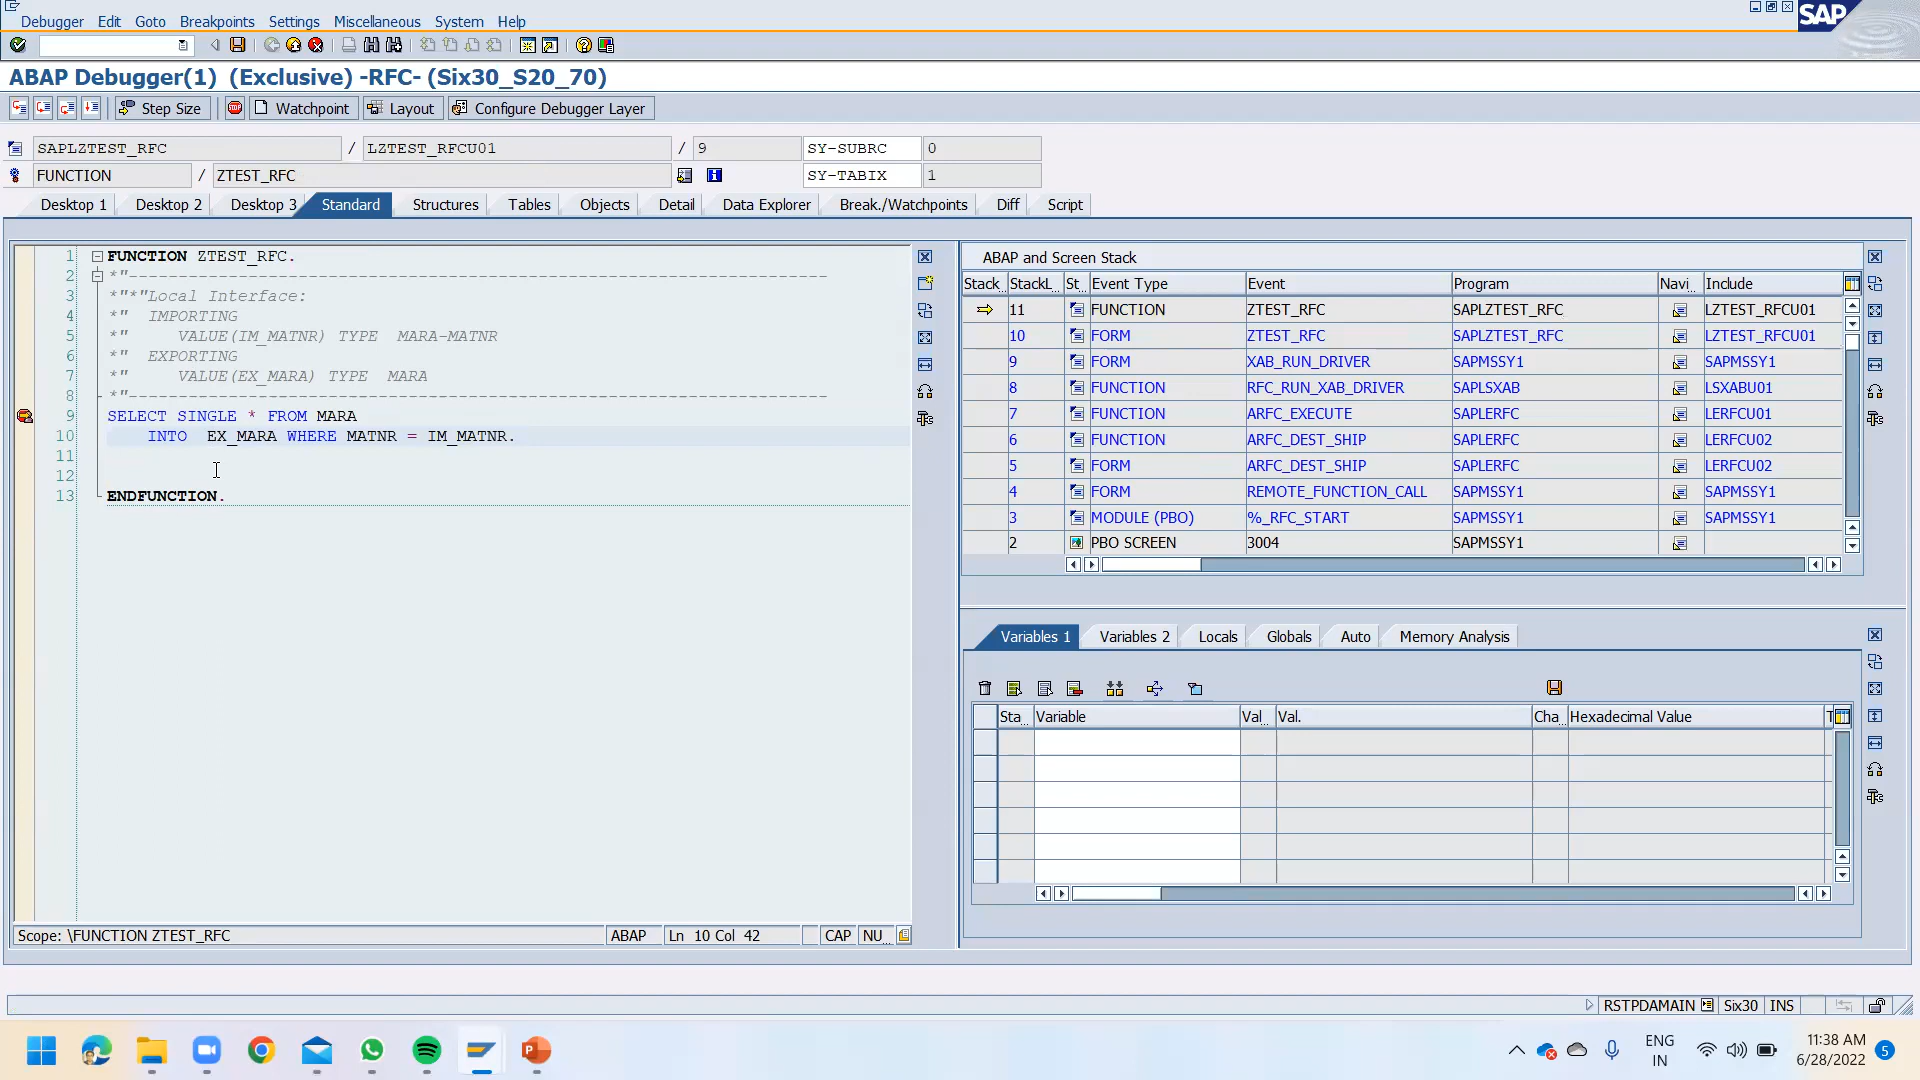 Debugger Edit Goto Breakpoints Settings Miscellaneous System Help
SAP
ABAP Debugger(1) (Exclusive) -RFC- (Six30_S20_70)
Step Size Watchpoint Layout Configure Debugger Layer
SAPLZTEST_RFC / LZTEST_RFCU01 / 9 SY-SUBRC 0
FUNCTION / ZTEST_RFC SY-TABIX 1
Desktop 1 Desktop 2 Desktop 3 Standard Structures Tables Objects Detail Data Explorer Break./Watchpoints Diff Script
1 FUNCTION ZTEST_RFC.
2 *"----------------------------------------------------------------------
3 *"*"Local Interface:
4 *"  IMPORTING
5 *"     VALUE(IM_MATNR) TYPE  MARA-MATNR
6 *"  EXPORTING
7 *"     VALUE(EX_MARA) TYPE  MARA
8 *"----------------------------------------------------------------------
9 SELECT SINGLE * FROM MARA
10 INTO  EX_MARA WHERE MATNR = IM_MATNR.
11
12
13 ENDFUNCTION.
Scope: \FUNCTION ZTEST_RFC ABAP Ln 10 Col 42 CAP NU...
ABAP and Screen Stack
Stack... StackL... St... Event Type Event Program Navi... Include
11 FUNCTION ZTEST_RFC SAPLZTEST_RFC LZTEST_RFCU01
10 FORM ZTEST_RFC SAPLZTEST_RFC LZTEST_RFCU01
9 FORM XAB_RUN_DRIVER SAPMSSY1 SAPMSSY1
8 FUNCTION RFC_RUN_XAB_DRIVER SAPLSXAB LSXABU01
7 FUNCTION ARFC_EXECUTE SAPLERFC LERFCU01
6 FUNCTION ARFC_DEST_SHIP SAPLERFC LERFCU02
5 FORM ARFC_DEST_SHIP SAPLERFC LERFCU02
4 FORM REMOTE_FUNCTION_CALL SAPMSSY1 SAPMSSY1
3 MODULE (PBO) %_RFC_START SAPMSSY1 SAPMSSY1
2 PBO SCREEN 3004 SAPMSSY1
Variables 1 Variables 2 Locals Globals Auto Memory Analysis
Sta... Variable Val... Val. Cha... Hexadecimal Value T
RSTPDAMAIN Six30 INS
ENG
IN
11:38 AM
6/28/2022
5